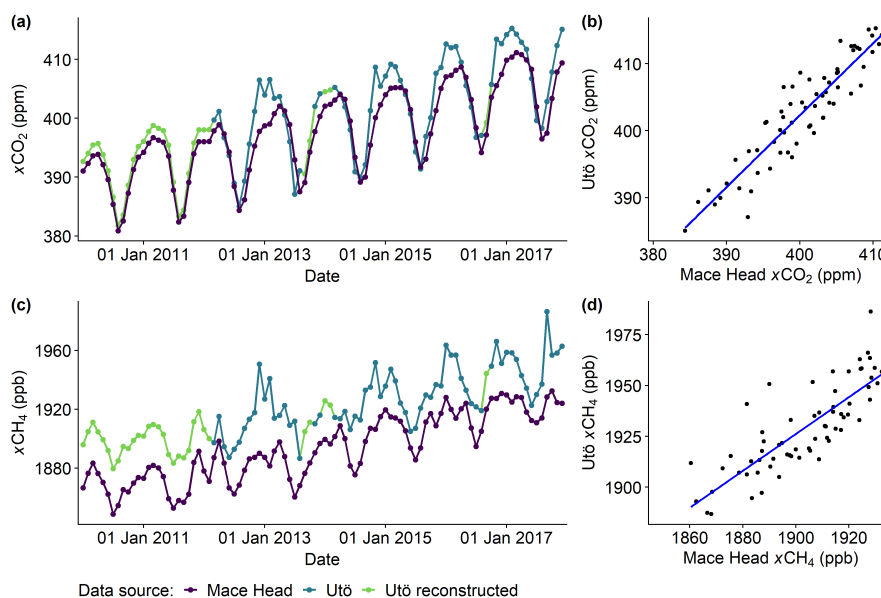 (a)
(b)
xCO2 (ppm)
410
400
390
380
01 Jan 2011
01 Jan 2013
01 Jan 2015
01 Jan 2017
Date
Utö xCO2 (ppm)
410
400
390
380
390
400
410
Mace Head xCO2 (ppm)
(c)
(d)
xCH4 (ppb)
1960
1920
1880
01 Jan 2011
01 Jan 2013
01 Jan 2015
01 Jan 2017
Date
Utö xCH4 (ppb)
1975
1950
1925
1900
1860
1880
1900
1920
Mace Head xCH4 (ppb)
Data source: Mace Head Utö Utö reconstructed